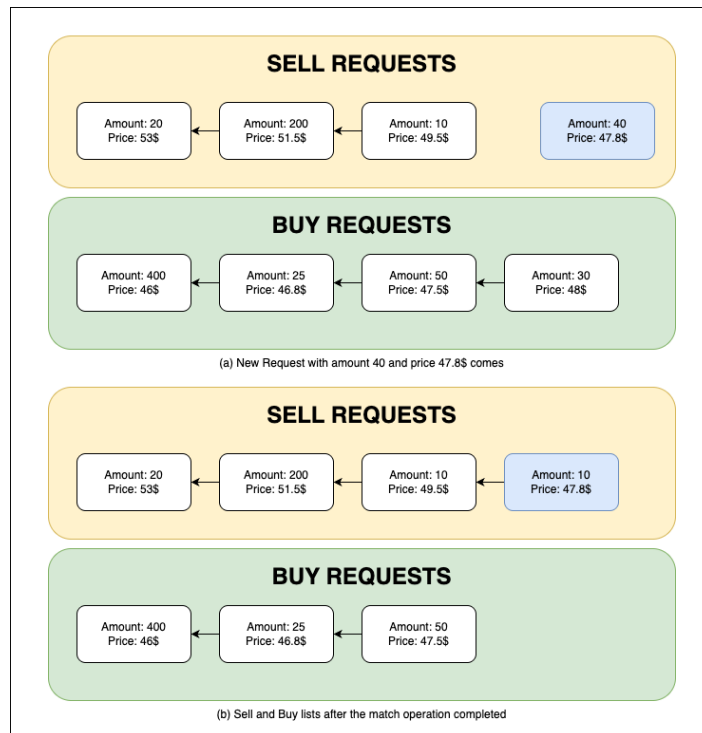 SELL REQUESTS
Amount: 20
Price: 53$
Amount: 200
Price: 51.5$
Amount: 10
Price: 49.5$
Amount: 40
Price: 47.8$
BUY REQUESTS
Amount: 400
Price: 46$
Amount: 25
Price: 46.8$
Amount: 50
Price: 47.5$
Amount: 30
Price: 48$
(a) New Request with amount 40 and price 47.8$ comes
SELL REQUESTS
Amount: 20
Price: 53$
Amount: 200
Price: 51.5$
Amount: 10
Price: 49.5$
Amount: 10
Price: 47.8$
BUY REQUESTS
Amount: 400
Price: 46$
Amount: 25
Price: 46.8$
Amount: 50
Price: 47.5$
(b) Sell and Buy lists after the match operation completed